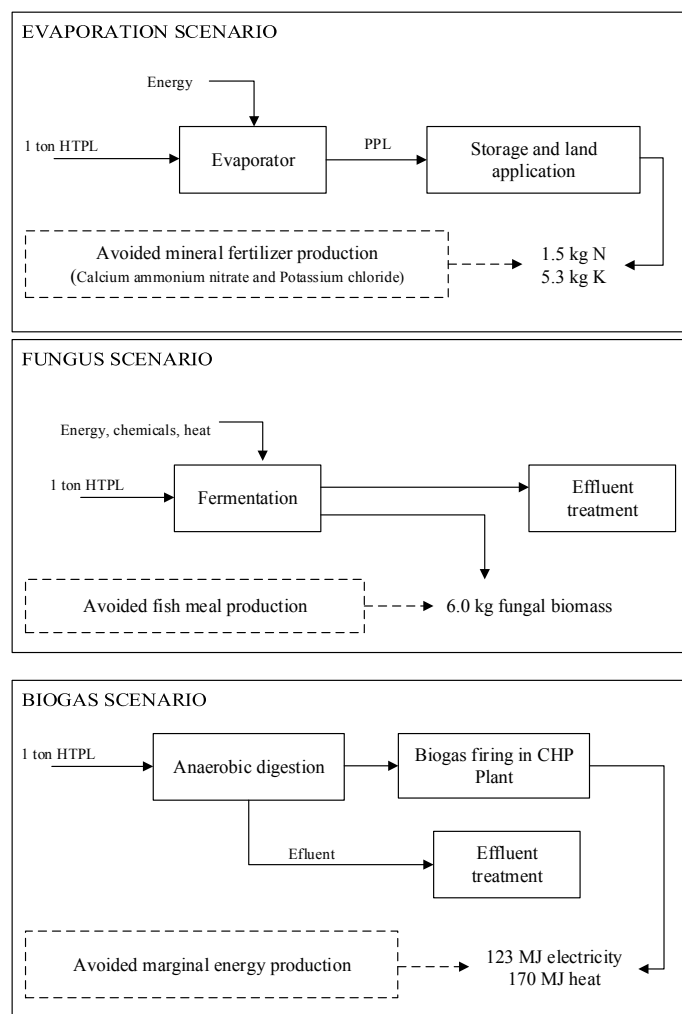 EVAPORATION SCENARIO
Energy
1 ton HTPL
Evaporator
PPL
Storage and land
application
Avoided mineral fertilizer production
(Calcium ammonium nitrate and Potassium chloride)
1.5 kg N
5.3 kg K
FUNGUS SCENARIO
Energy, chemicals, heat
1 ton HTPL
Fermentation
Effluent
treatment
Avoided fish meal production
6.0 kg fungal biomass
BIOGAS SCENARIO
1 ton HTPL
Anaerobic digestion
Biogas firing in CHP
Plant
Efluent
Effluent
treatment
Avoided marginal energy production
123 MJ electricity
170 MJ heat